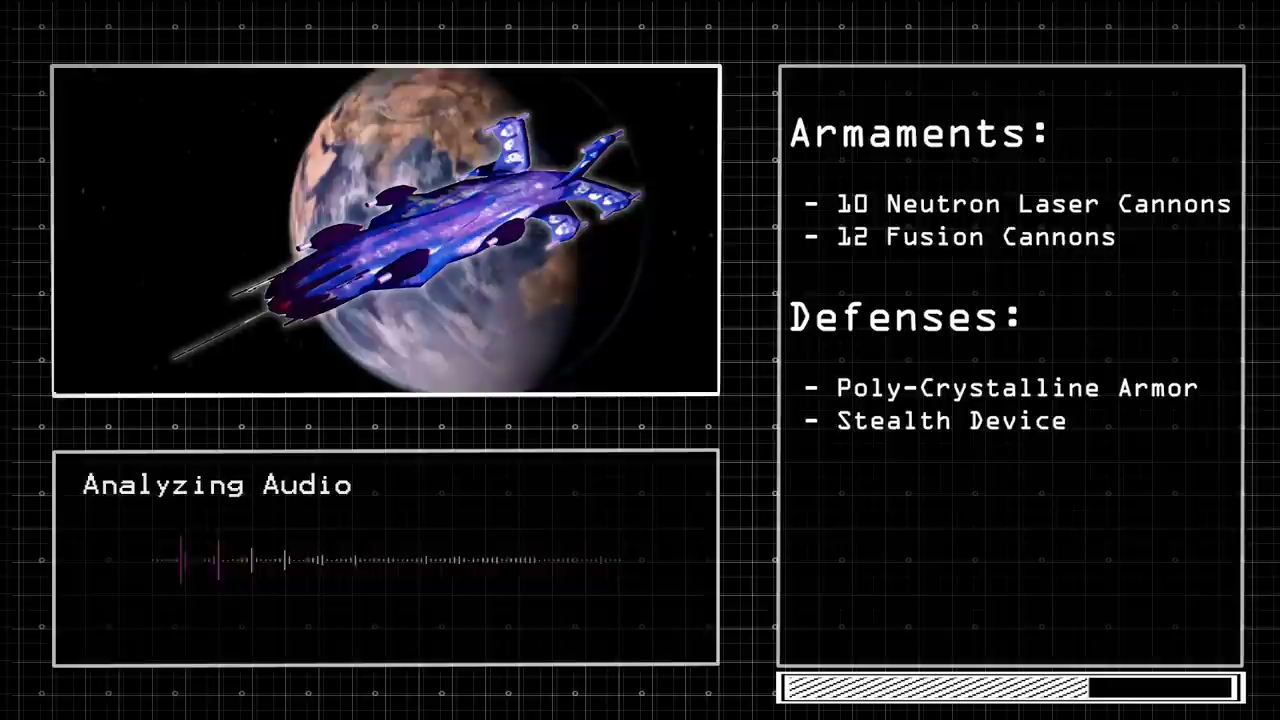 Armaments:
- 10 Neutron Laser Cannons
- 12 Fusion Cannons
Defenses:
- Poly-Crystalline Armor
- Stealth Device
Analyzing Audio